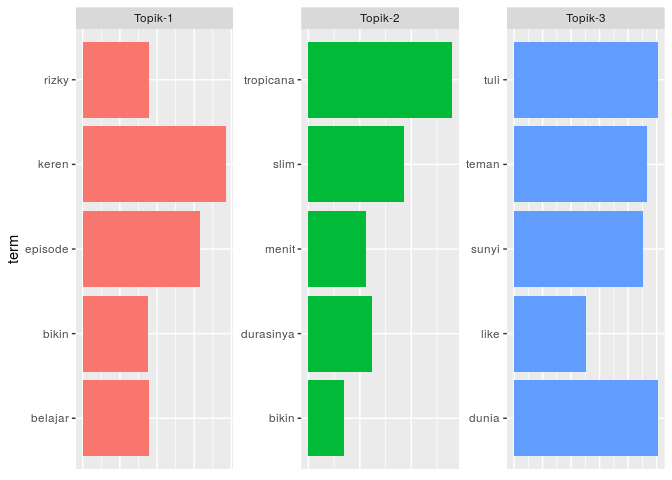 Topik-1
Topik-2
Topik-3
term
rizky
keren
episode
bikin
belajar
tropicana
slim
menit
durasinya
bikin
tuli
teman
sunyi
like
dunia